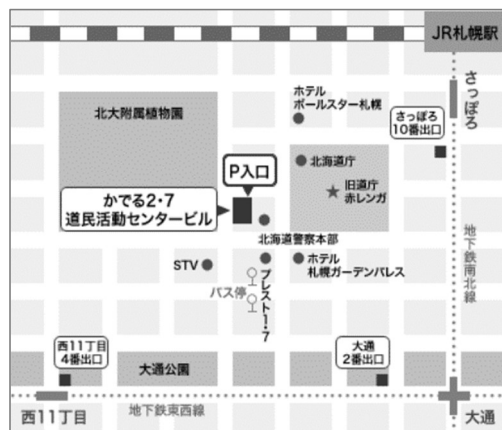 JR札幌駅
さっぽろ
ホテル
ポールスター札幌
さっぽろ
10番出口
北大附属植物園
P入口
北海道庁
旧道庁
赤レンガ
かでる2・7
道民活動センタービル
北海道警察本部
地下鉄南北線
STV
ホテル
札幌ガーデンパレス
バス停
プレスト1・7
西11丁目
4番出口
大通公園
大通
2番出口
西11丁目
地下鉄東西線
大通